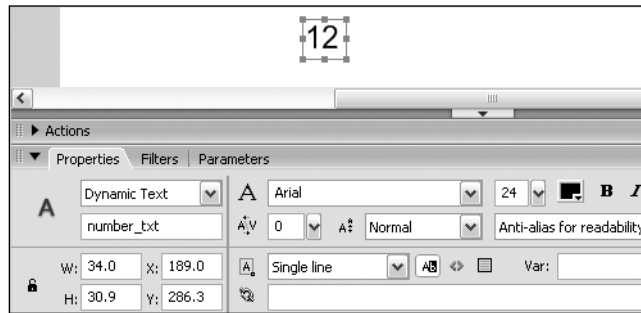 12
Actions
Properties Filters Parameters
A Dynamic Text A Arial 24 B I
number_txt A V 0 A Normal Anti-alias for readability
W: 34.0 X: 189.0 A Single line AB <> Var:
H: 30.9 Y: 286.3